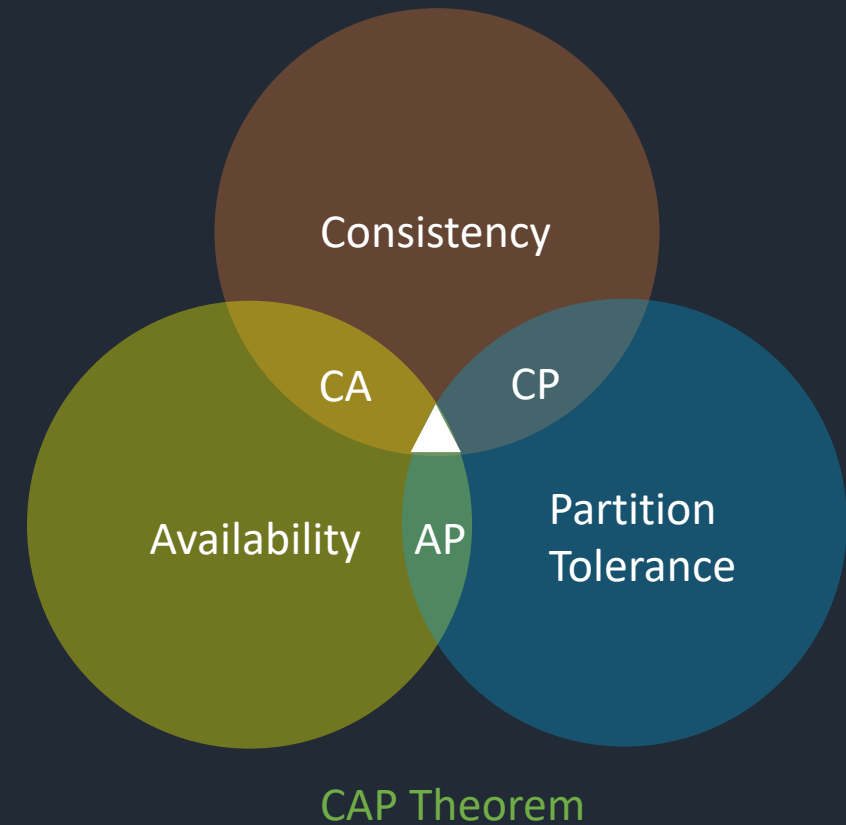 Consistency
CA
CP
Availability
AP
Partition
Tolerance
CAP Theorem